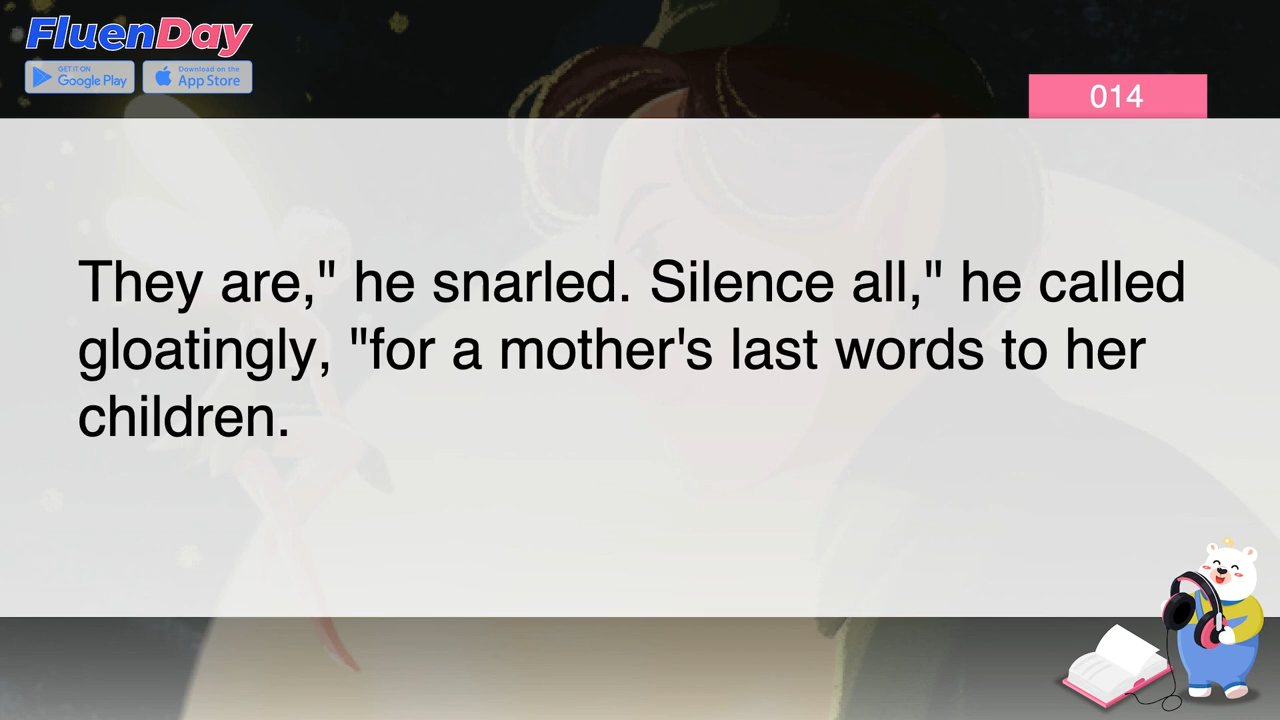 FluenDay
GET IT ON
Google Play
Download on the
App Store
014
They are," he snarled. Silence all," he called
gloatingly, "for a mother's last words to her
children.